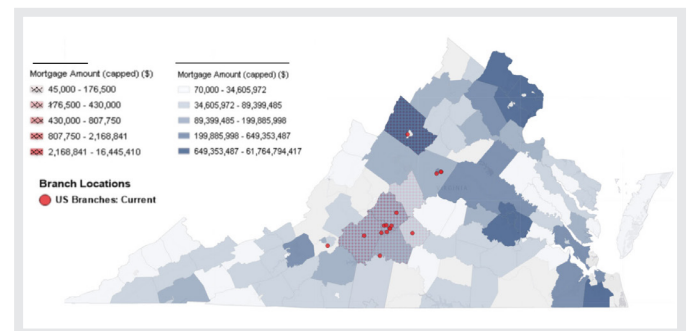 Mortgage Amount (capped) ($)
45,000 - 176,500
176,500 - 430,000
430,000 - 807,750
807,750 - 2,168,841
2,168,841 - 16,445,410
Mortgage Amount (capped) ($)
70,000 - 34,605,972
34,605,972 - 89,399,485
89,399,485 - 199,885,998
199,885,998 - 649,353,487
649,353,487 - 61,764,794,417
Branch Locations
US Branches: Current